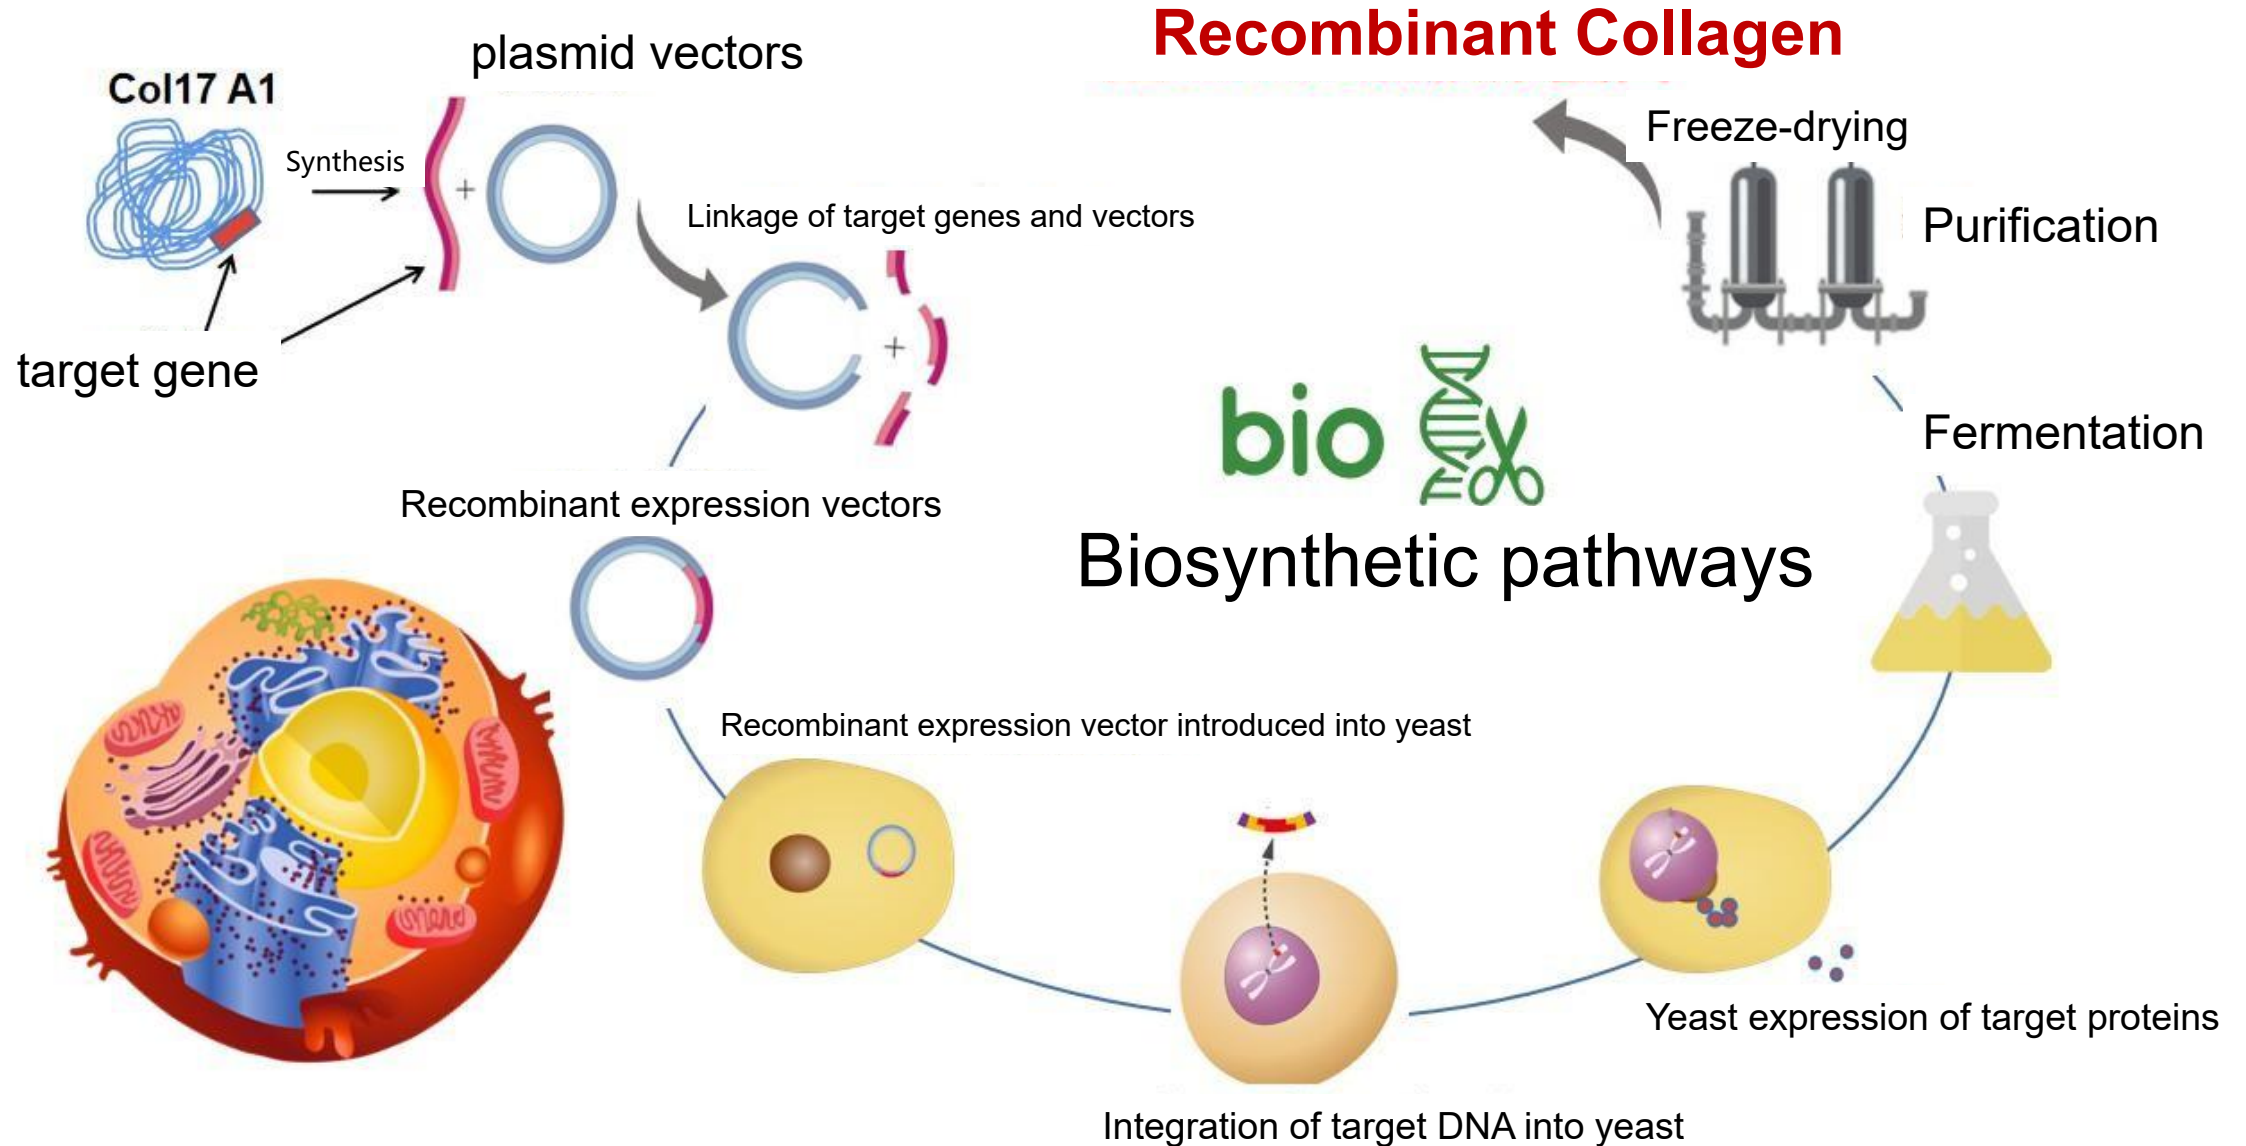 Recombinant Collagen
plasmid vectors
Col17 A1
Synthesis
+
Linkage of target genes and vectors
+
target gene
Recombinant expression vectors
Recombinant expression vector introduced into yeast
Integration of target DNA into yeast
Yeast expression of target proteins
Fermentation
Purification
Freeze-drying
bio
Biosynthetic pathways